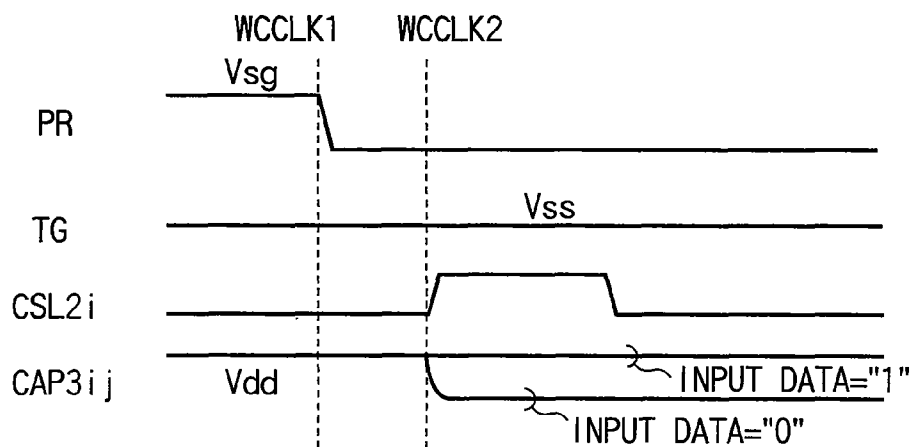 WCCLK1 WCCLK2
Vsg
PR
Vss
TG
CSL2i
CAP3ij
Vdd
INPUT DATA="1"
INPUT DATA="0"